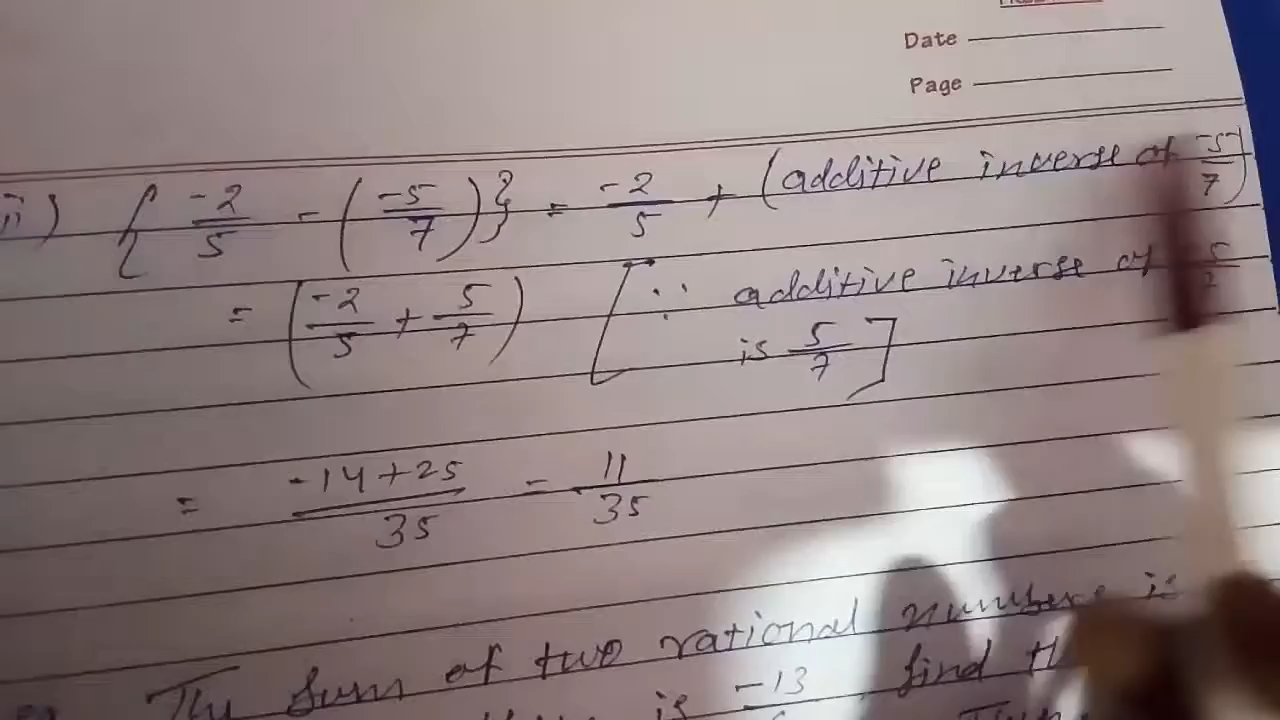 Date
Page
ii) { -2/5 - (-5/7) } = -2/5 + (additive inverse of -5/7)
= (-2/5 + 5/7) [∵ additive inverse of
is 5/7]
= -14+25/35 = 11/35
The sum of two rational numbers is
is -13 find